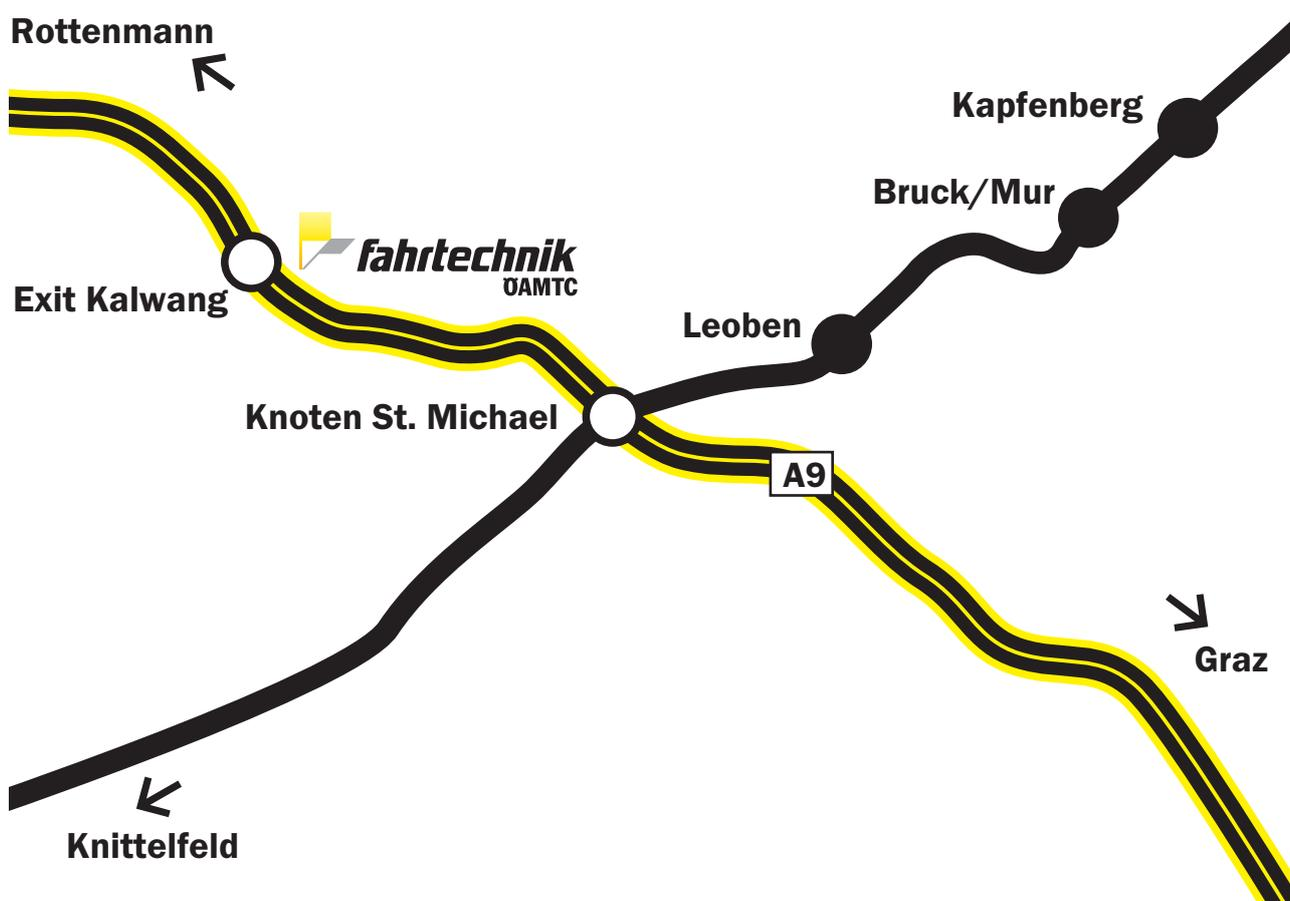 Rottenmann
Kapfenberg
Bruck/Mur
fahrtechnik
ÖAMTC
Exit Kalwang
Leoben
Knoten St. Michael
A9
Graz
Knittelfeld